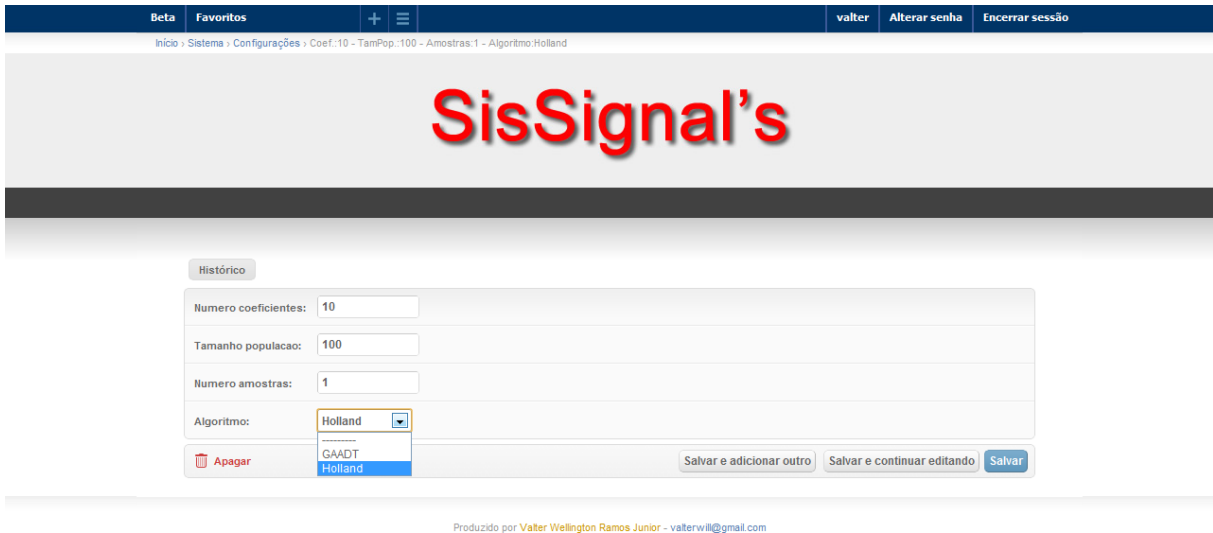 Beta Favoritos valter Alterar senha Encerrar sessão
Início › Sistema › Configurações › Coef.:10 - TamPop.:100 - Amostras:1 - Algoritmo:Holland
SisSignal's
Histórico
Numero coeficientes: 10
Tamanho populacao: 100
Numero amostras: 1
Algoritmo: Holland
---------
GAADT
Holland
Apagar Salvar e adicionar outro Salvar e continuar editando Salvar
Produzido por Valter Wellington Ramos Junior - valterwill@gmail.com